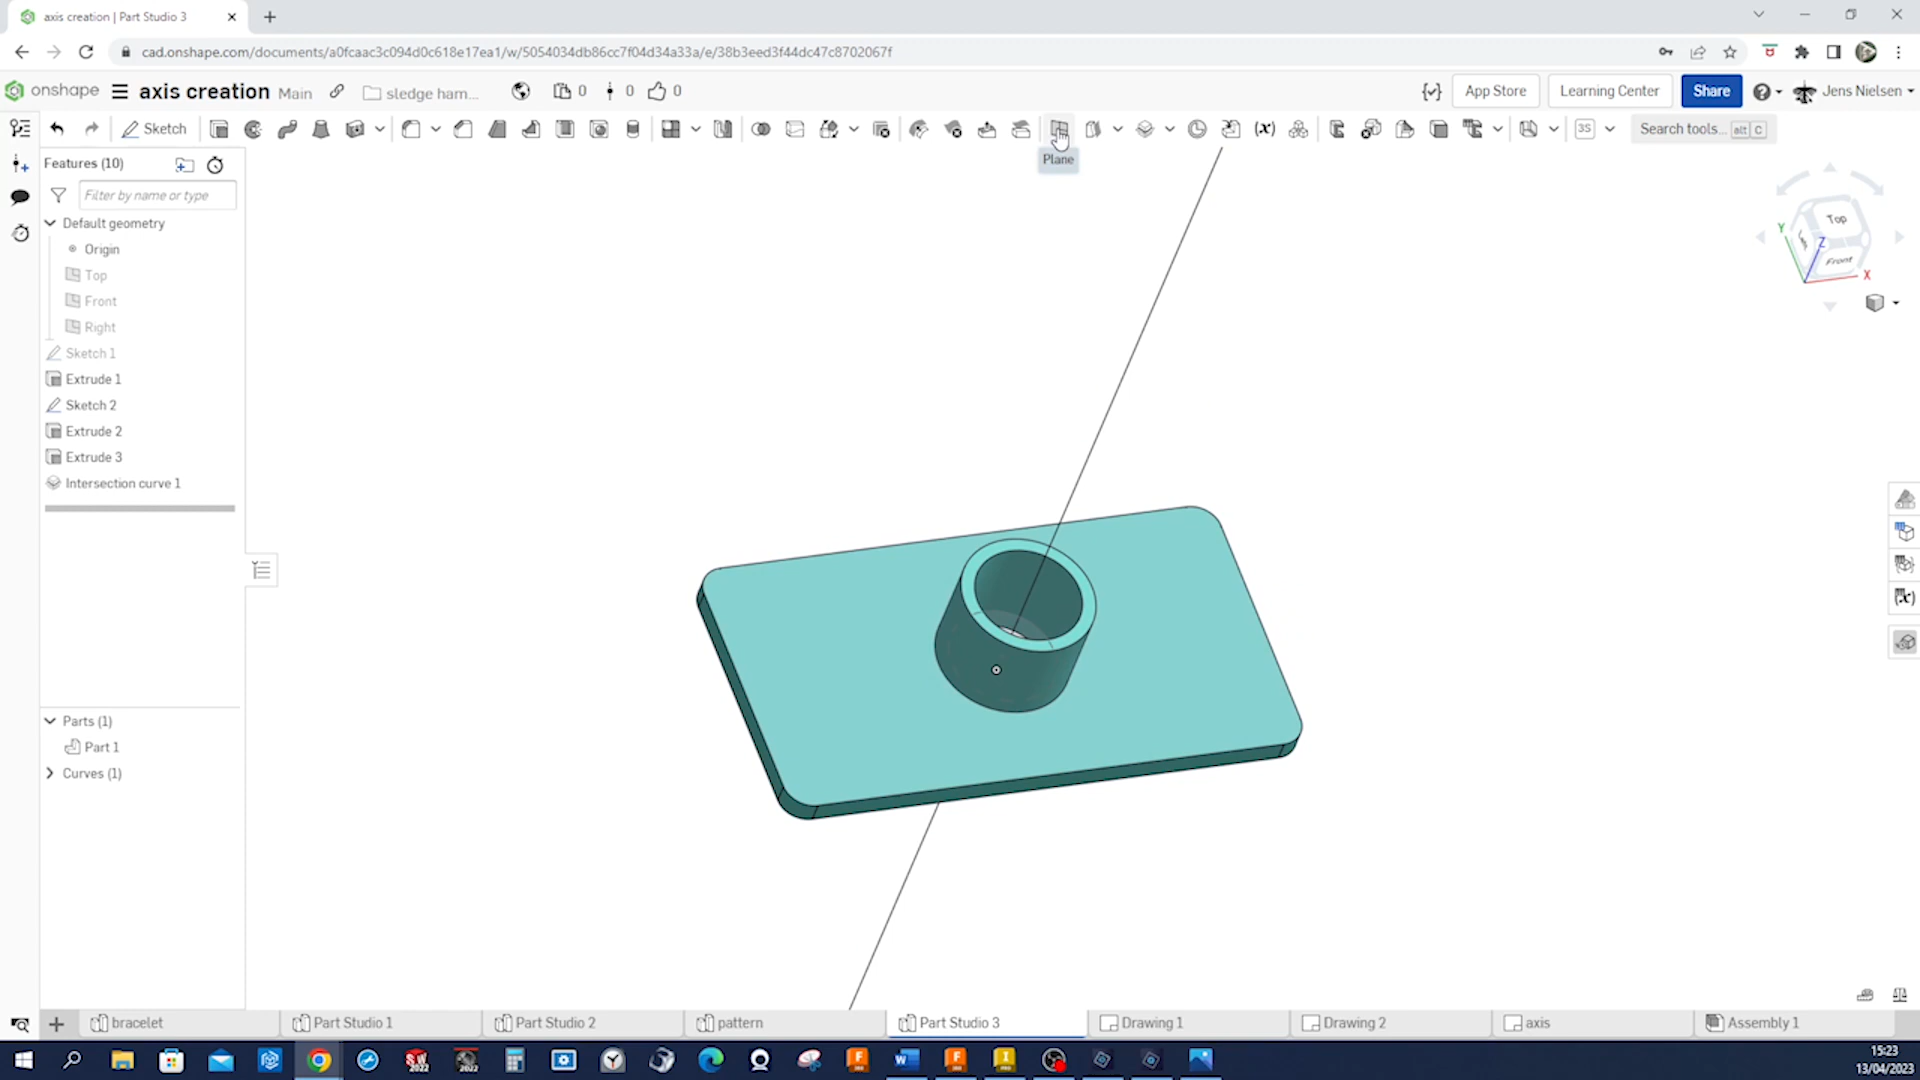 axis creation | Part Studio 3
cad.onshape.com/documents/a0fcaac3c094d0c618e17ea1/w/5054034db86cc7f04d34a33a/e/38b3eed3f44dc47c8702067f
onshape axis creation Main sledge ham... 0 0 0 App Store Learning Center Share Jens Nielsen
Sketch (x) 3S Search tools... alt C
Plane
Features (10)
Filter by name or type
Default geometry
Origin
Top
Front
Right
Sketch 1
Extrude 1
Sketch 2
Extrude 2
Extrude 3
Intersection curve 1
Top
Front
Y
Z
X
(x)
Parts (1)
Part 1
Curves (1)
bracelet Part Studio 1 Part Studio 2 pattern Part Studio 3 Drawing 1 Drawing 2 axis Assembly 1
15:23
13/04/2023